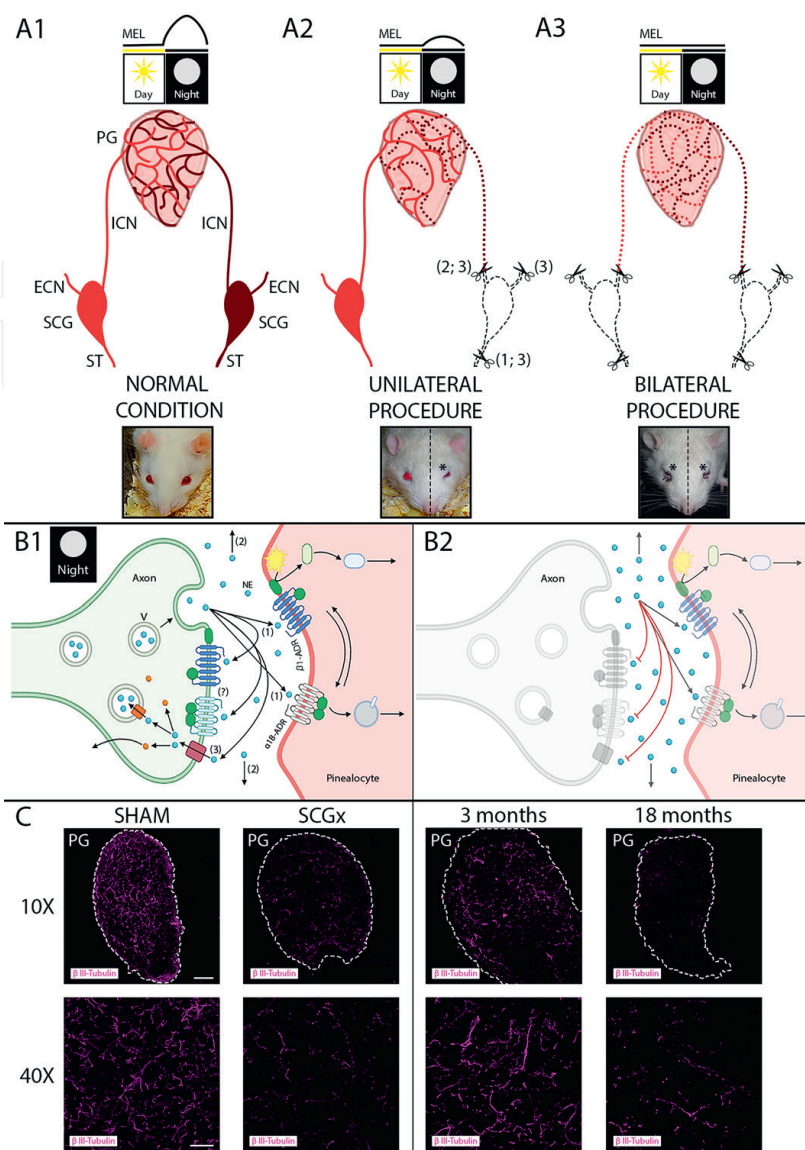 A1
MEL
Day
Night
PG
ICN
ICN
ECN
ECN
SCG
SCG
ST
ST
NORMAL
CONDITION
A2
MEL
Day
Night
(2; 3)
(3)
(1; 3)
UNILATERAL
PROCEDURE
*
A3
MEL
Day
Night
BILATERAL
PROCEDURE
*
*
B1
Night
Axon
V
(2)
NE
(1)
β1-ADR
(?)
(1)
α1B-ADR
(3)
(2)
Pinealocyte
B2
Axon
Pinealocyte
C
SHAM
SCGx
3 months
18 months
10X
PG
β III-Tubulin
PG
β III-Tubulin
PG
β III-Tubulin
PG
β III-Tubulin
40X
β III-Tubulin
β III-Tubulin
β III-Tubulin
β III-Tubulin